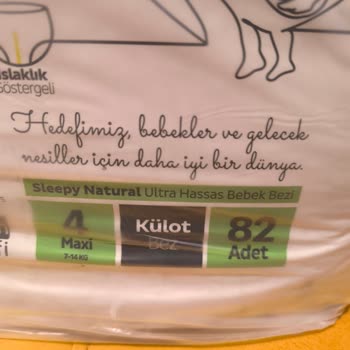 ıslaklık
Göstergeli
Hedefimiz, bebekler ve gelecek
nesiller için daha iyi bir dünya.
Sleepy Natural Ultra Hassas Bebek Bezi
4
Maxi
7-14 KG
Külot
Bez
82
Adet